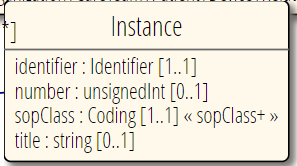 Instance
*]
identifier : Identifier [1..1]
number : unsignedInt [0..1]
sopClass : Coding [1..1] « sopClass+ »
title : string [0..1]